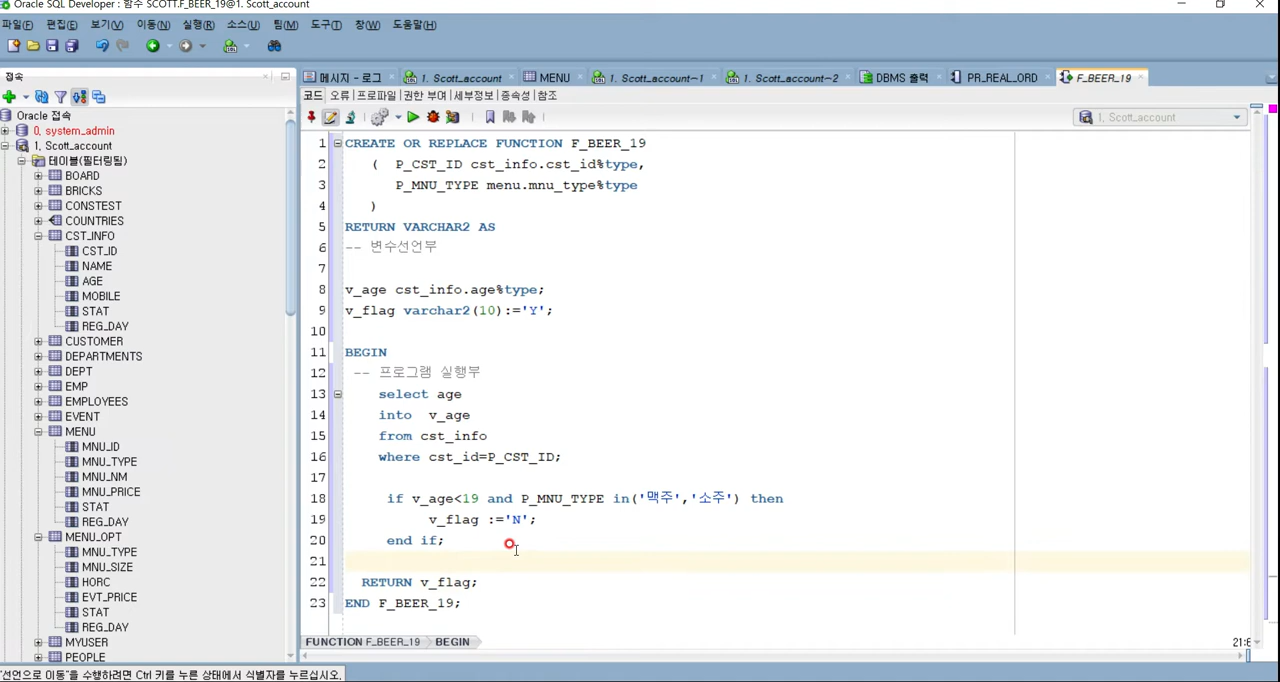 Oracle SQL Developer : 함수 SCOTT.F_BEER_19@1. Scott_account
파일(F) 편집(E) 보기(V) 이동(N) 실행(R) 소스(U) 팀(M) 도구(T) 창(W) 도움말(H)
접속
Oracle 접속
0. system_admin
1. Scott_account
테이블(필터링됨)
BOARD
BRICKS
CONSTEST
COUNTRIES
CST_INFO
CST_ID
NAME
AGE
MOBILE
STAT
REG_DAY
CUSTOMER
DEPARTMENTS
DEPT
EMP
EMPLOYEES
EVENT
MENU
MNU_ID
MNU_TYPE
MNU_NM
MNU_PRICE
STAT
REG_DAY
MENU_OPT
MNU_TYPE
MNU_SIZE
HORC
EVT_PRICE
STAT
REG_DAY
MYUSER
PEOPLE
메시지 - 로그 1. Scott_account MENU 1. Scott_account~1 1. Scott_account~2 DBMS 출력 PR_REAL_ORD F_BEER_19
코드 오류 프로파일 권한 부여 세부정보 종속성 참조
1. Scott_account
1 CREATE OR REPLACE FUNCTION F_BEER_19
2 ( P_CST_ID cst_info.cst_id%type,
3 P_MNU_TYPE menu.mnu_type%type
4 )
5 RETURN VARCHAR2 AS
6 -- 변수선언부
7
8 v_age cst_info.age%type;
9 v_flag varchar2(10):='Y';
10
11 BEGIN
12 -- 프로그램 실행부
13 select age
14 into v_age
15 from cst_info
16 where cst_id=P_CST_ID;
17
18 if v_age<19 and P_MNU_TYPE in('맥주','소주') then
19 v_flag :='N';
20 end if;
21
22 RETURN v_flag;
23 END F_BEER_19;
FUNCTION F_BEER_19 BEGIN
21:6
"선언으로 이동"을 수행하려면 Ctrl 키를 누른 상태에서 식별자를 누르십시오.